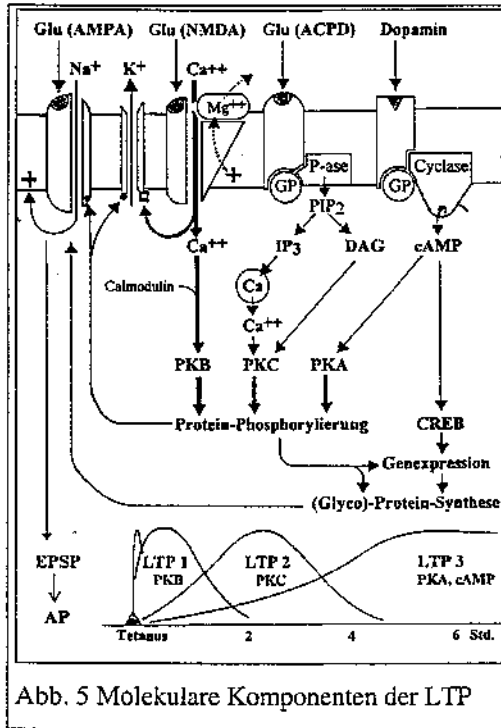 Glu (AMPA) Glu (NMDA) Glu (ACPD) Dopamin
Na+ K+ Ca++
Mg++
+
+
P-ase
Cyclase
GP
GP
PIP2
Ca++
IP3 DAG cAMP
Calmodulin
Ca
Ca++
PKB PKC PKA
Protein-Phosphorylierung
CREB
Genexpression
(Glyco)-Protein-Synthese
EPSP
AP
LTP 1
PKB
LTP 2
PKC
LTP 3
PKA, cAMP
Tetanus 2 4 6 Std.
Abb. 5 Molekulare Komponenten der LTP